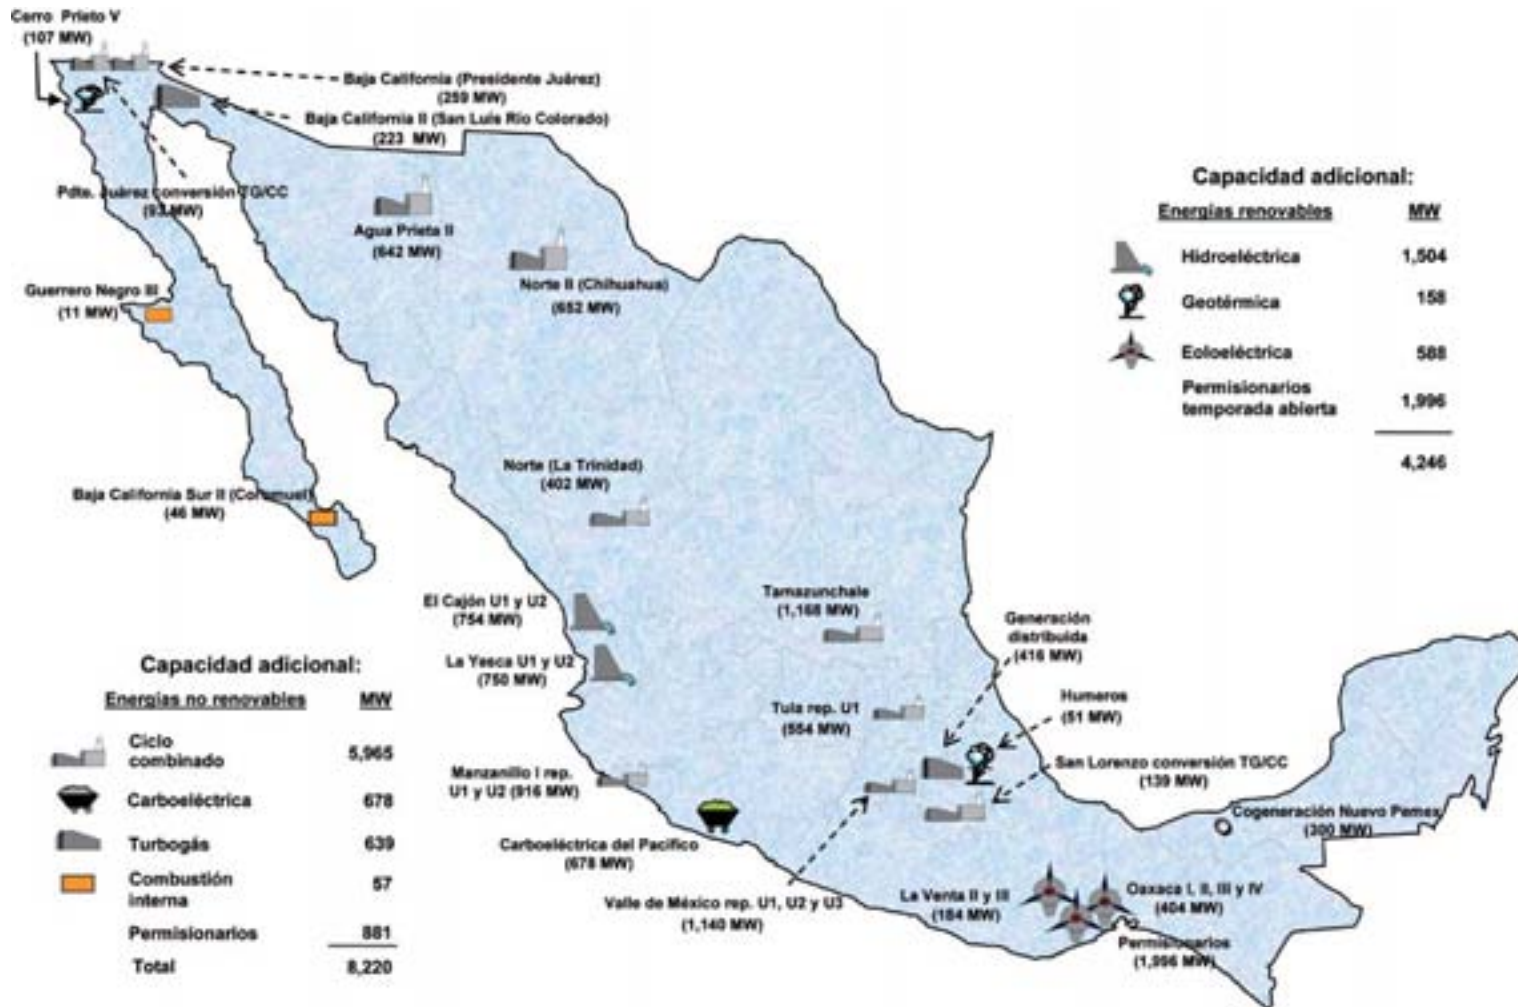 Cerro Prieto V
(107 MW)
Baja California (Presidente Juárez)
(259 MW)
Baja California II (San Luis Río Colorado)
(223 MW)
Pdte. Juárez conversión TG/CC
(93 MW)
Agua Prieta II
(642 MW)
Norte II (Chihuahua)
(652 MW)
Guerrero Negro III
(11 MW)
Capacidad adicional:
Energías renovables MW
Hidroeléctrica 1,504
Geotérmica 158
Eoloeléctrica 588
Permisionarios
temporada abierta 1,996
4,246
Norte (La Trinidad)
(402 MW)
Baja California Sur II (Coromuel)
(46 MW)
El Cajón U1 y U2
(754 MW)
La Yesca U1 y U2
(750 MW)
Tamazunchale
(1,168 MW)
Generación
distribuida
(416 MW)
Humeros
(51 MW)
Tula rep. U1
(554 MW)
San Lorenzo conversión TG/CC
(139 MW)
Manzanillo I rep.
U1 y U2 (916 MW)
Carboeléctrica del Pacífico
(678 MW)
Cogeneración Nuevo Pemex
(300 MW)
Valle de México rep. U1, U2 y U3
(1,140 MW)
La Venta II y III
(184 MW)
Oaxaca I, II, III y IV
(404 MW)
Permisionarios
(1,996 MW)
Capacidad adicional:
Energías no renovables MW
Ciclo
combinado 5,965
Carboeléctrica 678
Turbogás 639
Combustión
interna 57
Permisionarios 881
Total 8,220